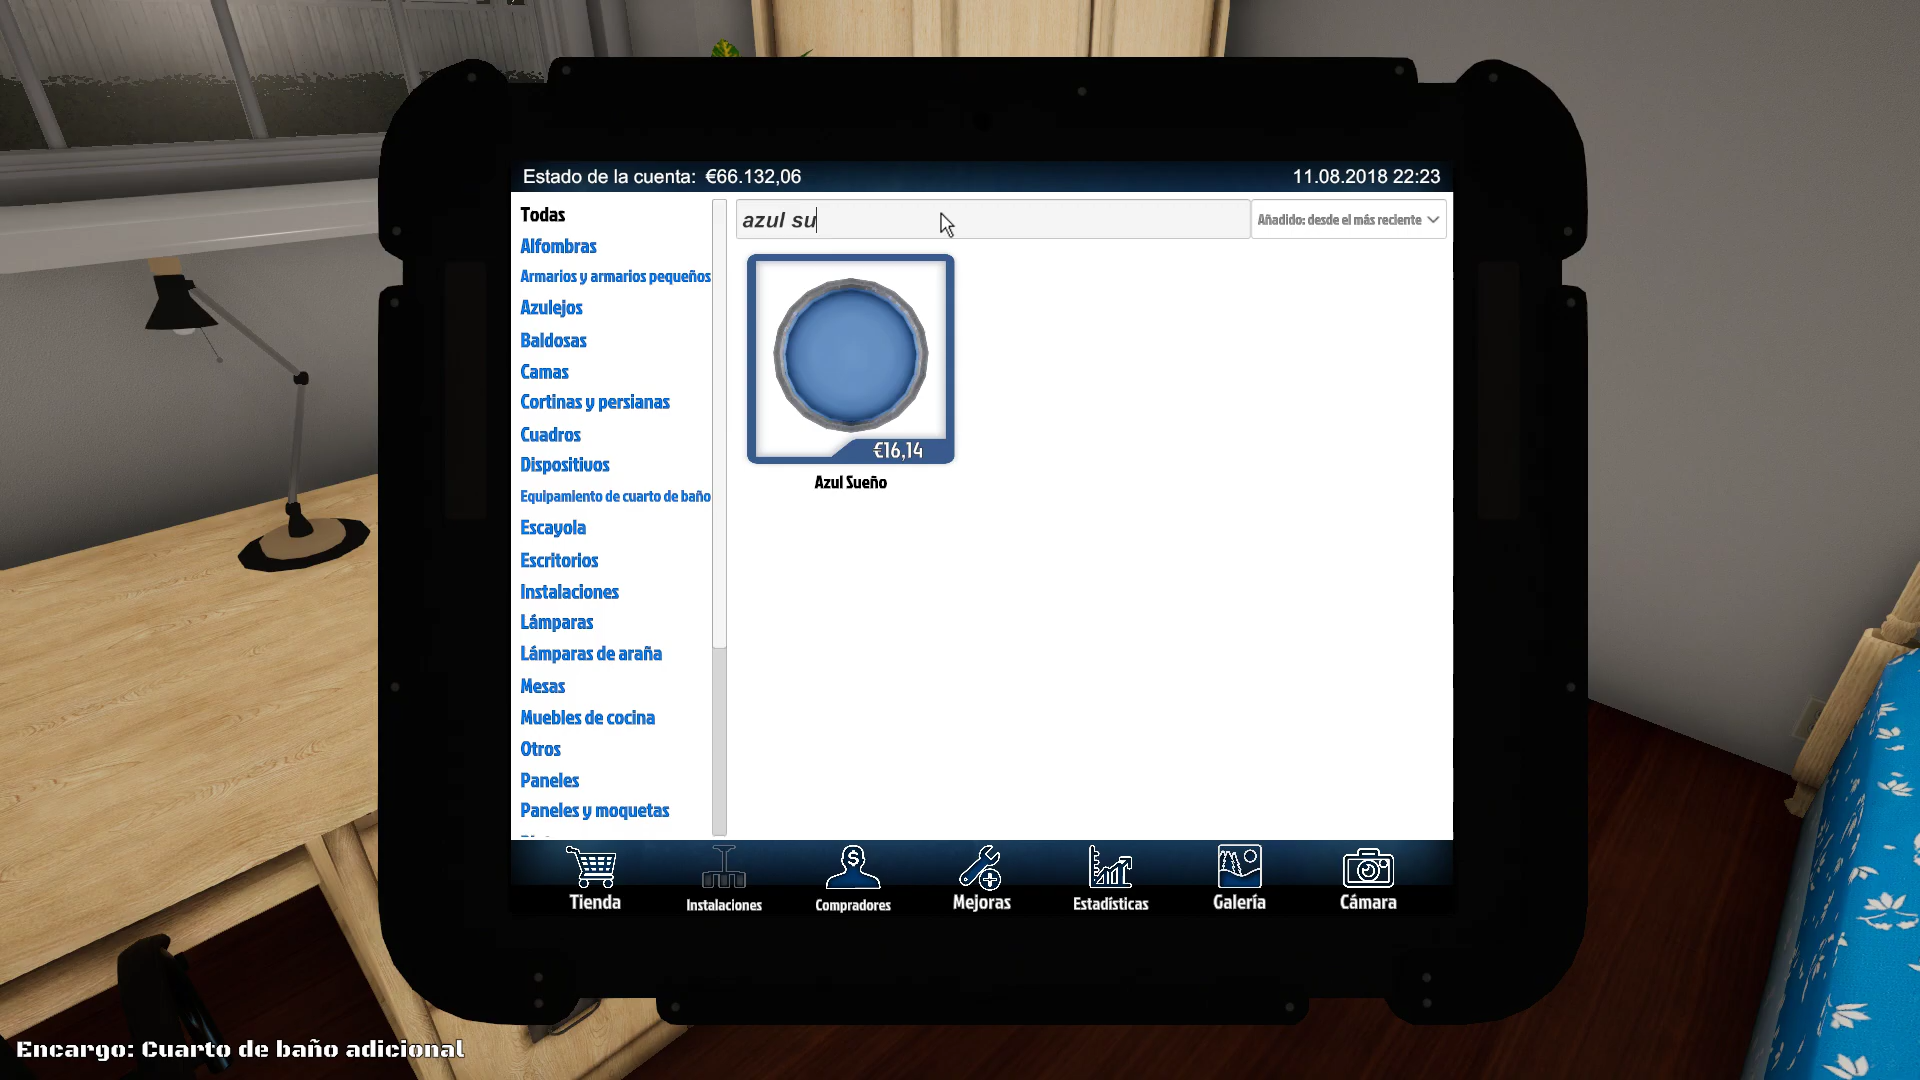 Estado de la cuenta: €66.132,06
11.08.2018 22:23
Todas
Alfombras
Armarios y armarios pequeños
Azulejos
Baldosas
Camas
Cortinas y persianas
Cuadros
Dispositivos
Equipamiento de cuarto de baño
Escayola
Escritorios
Instalaciones
Lámparas
Lámparas de araña
Mesas
Muebles de cocina
Otros
Paneles
Paneles y moquetas
azul su
Añadido: desde el más reciente
€16,14
Azul Sueño
Tienda
Instalaciones
Compradores
Mejoras
Estadísticas
Galería
Cámara
Encargo: Cuarto de baño adicional